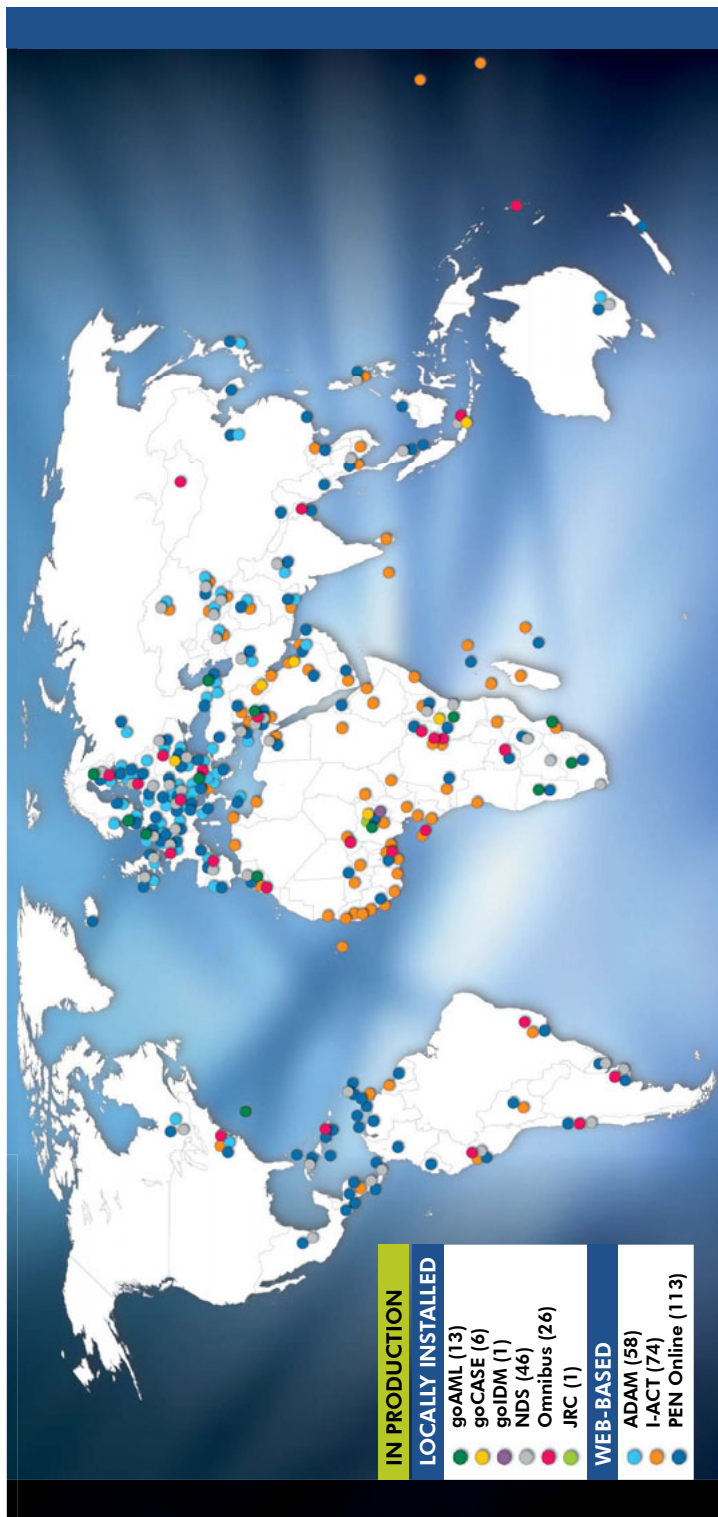 IN PRODUCTION
LOCALLY INSTALLED
goAML (13)
goCASE (6)
goIDM (1)
NDS (46)
Omnibus (26)
JRC (1)
WEB-BASED
ADAM (58)
I-ACT (74)
PEN Online (113)